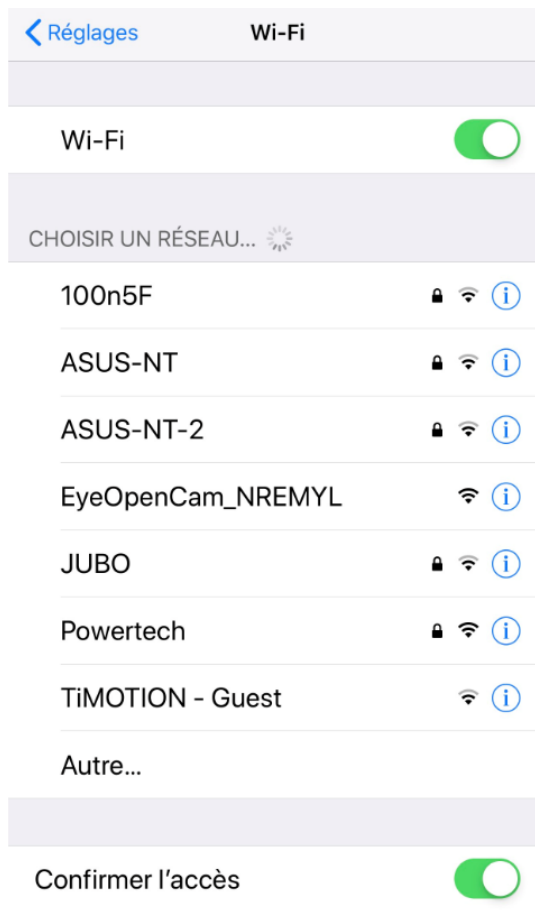 Réglages Wi-Fi
Wi-Fi
CHOISIR UN RÉSEAU...
100n5F
ASUS-NT
ASUS-NT-2
EyeOpenCam_NREMYL
JUBO
Powertech
TiMOTION - Guest
Autre...
Confirmer l'accès